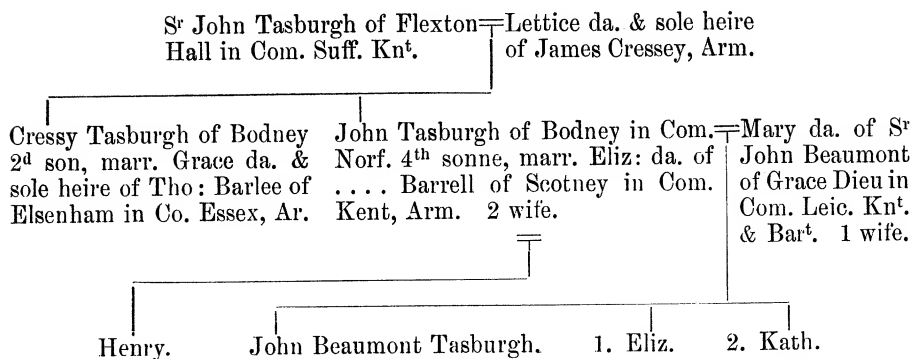 Sʳ John Tasburgh of Flexton
Hall in Com. Suff. Knᵗ.
Lettice da. & sole heire
of James Cressey, Arm.
Cressy Tasburgh of Bodney
2ᵈ son, marr. Grace da. &
sole heire of Tho: Barlee of
Elsenham in Co. Essex, Ar.
John Tasburgh of Bodney in Com.
Norf. 4ᵗʰ sonne, marr. Eliz: da. of
.... Barrell of Scotney in Com.
Kent, Arm. 2 wife.
Mary da. of Sʳ
John Beaumont
of Grace Dieu in
Com. Leic. Knᵗ.
& Barᵗ. 1 wife.
Henry.
John Beaumont Tasburgh.
1. Eliz.
2. Kath.